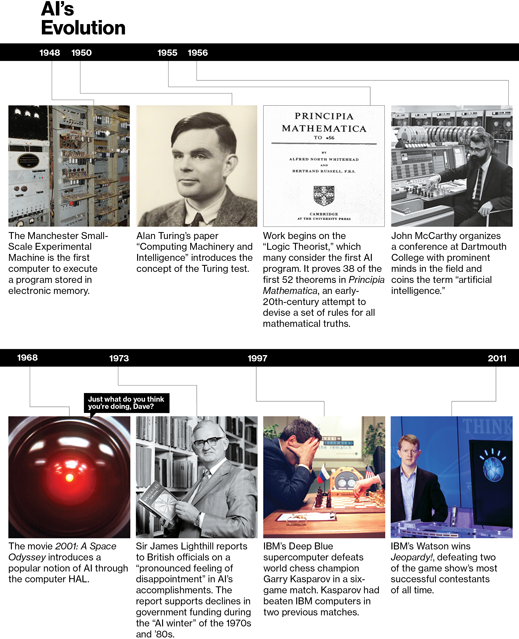 AI's
Evolution
1948 1950 1955 1956
PRINCIPIA
MATHEMATICA
TO *56
BY
ALFRED NORTH WHITEHEAD
AND
BERTRAND RUSSELL, F.R.S.
CAMBRIDGE
AT THE UNIVERSITY PRESS
The Manchester Small-
Scale Experimental
Machine is the first
computer to execute
a program stored in
electronic memory.
Alan Turing's paper
“Computing Machinery and
Intelligence” introduces the
concept of the Turing test.
Work begins on the
“Logic Theorist,” which
many consider the first AI
program. It proves 38 of the
first 52 theorems in Principia
Mathematica, an early-
20th-century attempt to
devise a set of rules for all
mathematical truths.
John McCarthy organizes
a conference at Dartmouth
College with prominent
minds in the field and
coins the term “artificial
intelligence.”
1968 1973 1997 2011
Just what do you think
you're doing, Dave?
THINK
The movie 2001: A Space
Odyssey introduces a
popular notion of AI through
the computer HAL.
Sir James Lighthill reports
to British officials on a
“pronounced feeling of
disappointment” in AI's
accomplishments. The
report supports declines in
government funding during
the “AI winter” of the 1970s
and '80s.
IBM's Deep Blue
supercomputer defeats
world chess champion
Garry Kasparov in a six-
game match. Kasparov had
beaten IBM computers in
two previous matches.
IBM's Watson wins
Jeopardy!, defeating two
of the game show's most
successful contestants
of all time.